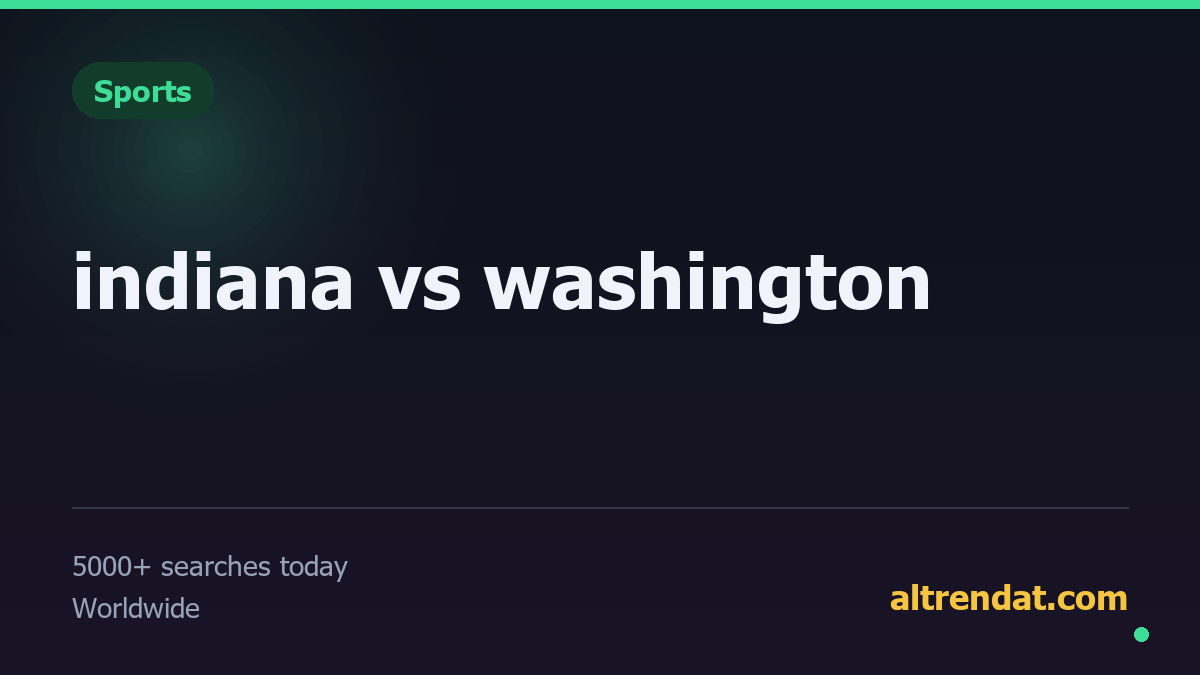 Sports
indiana vs washington
5000+ searches today
Worldwide
altrendat.com